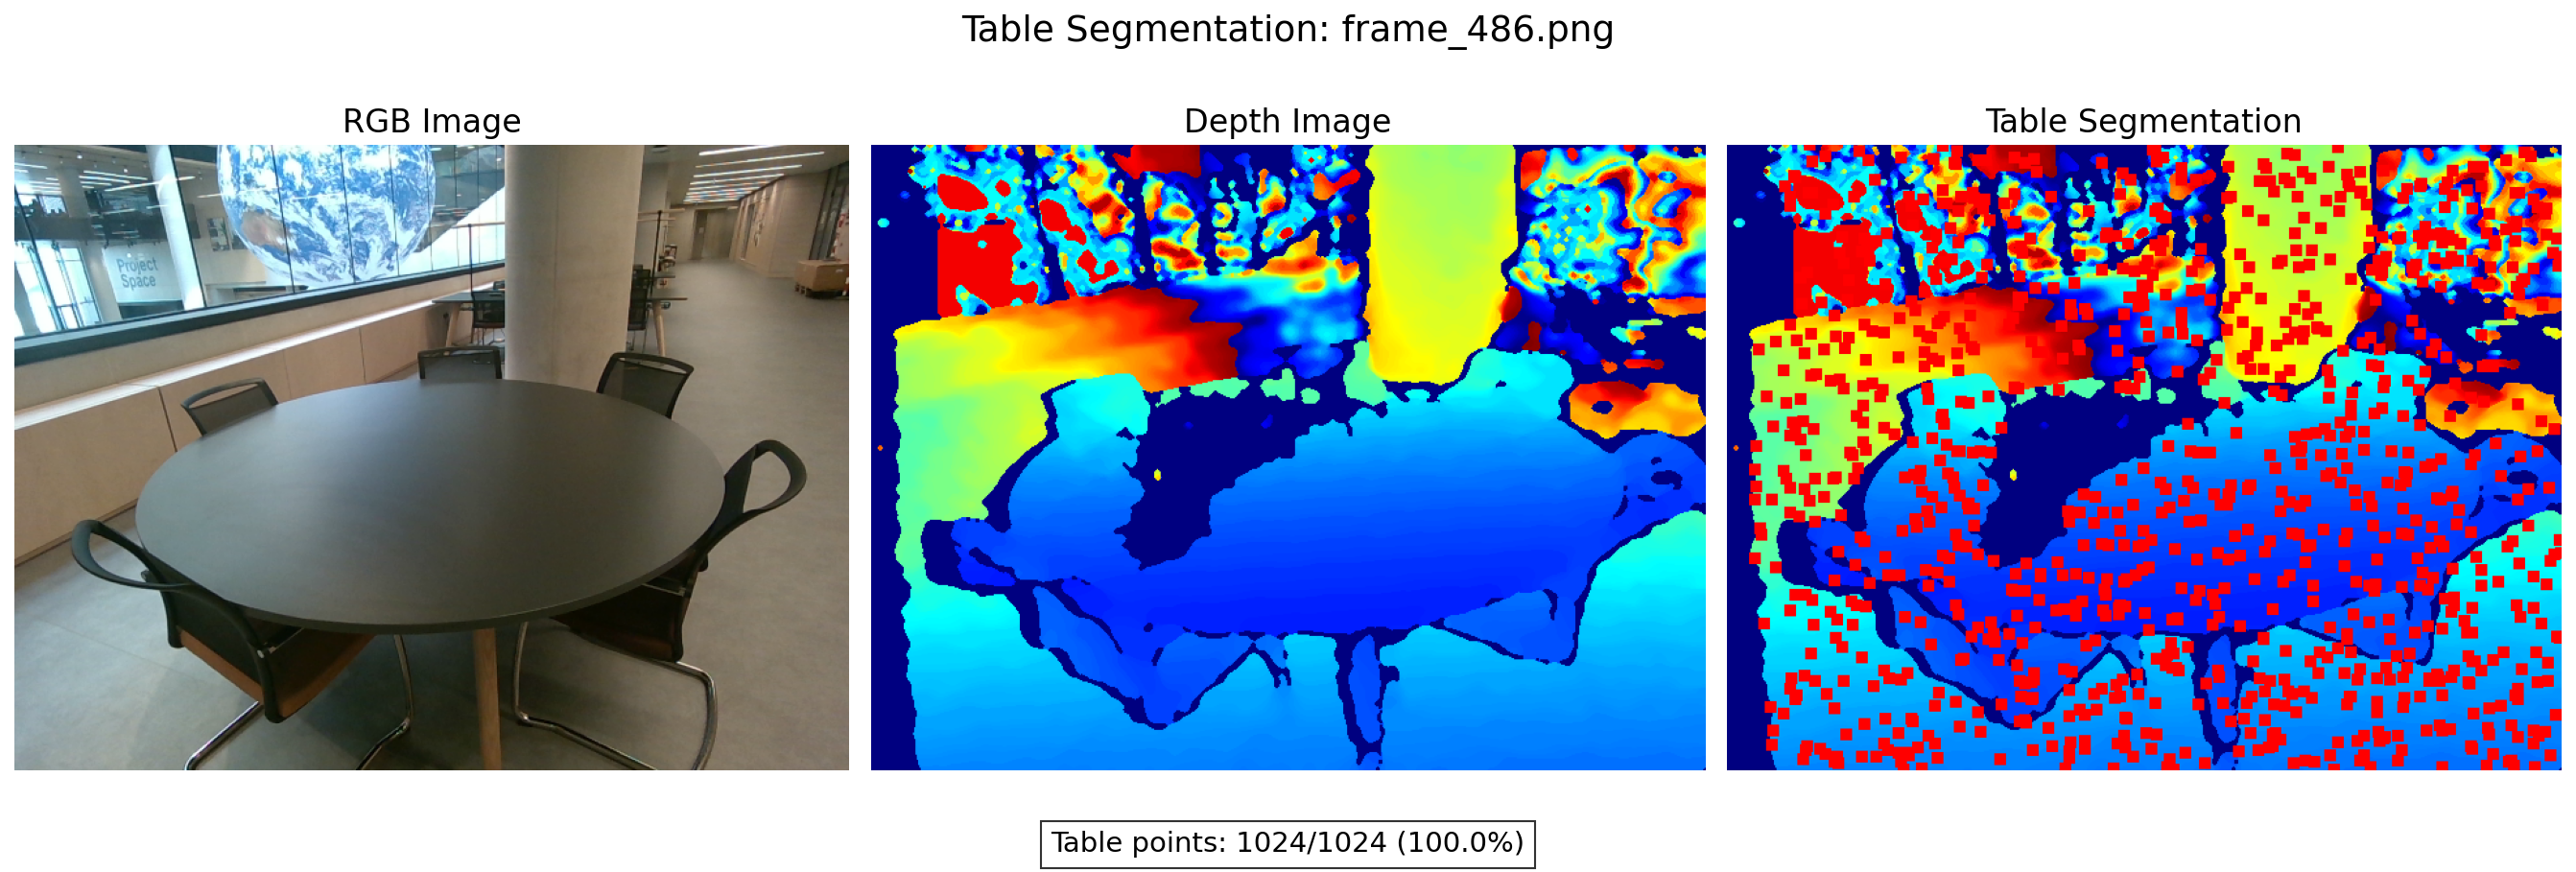 Table Segmentation: frame_486.png
RGB Image
Depth Image
Table Segmentation
Project
Space
Table points: 1024/1024 (100.0%)